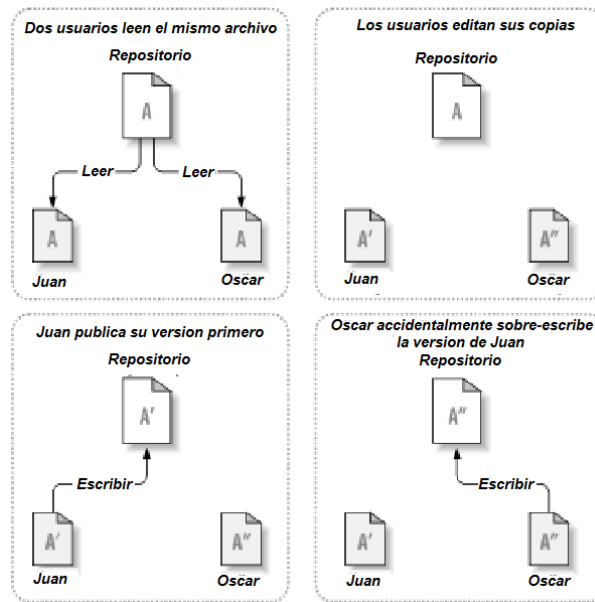 Dos usuarios leen el mismo archivo
Repositorio
A
Leer
Leer
A
A
Juan
Oscar
Los usuarios editan sus copias
Repositorio
A
A'
A"
Juan
Oscar
Juan publica su version primero
Repositorio
A'
Escribir
A'
A"
Juan
Oscar
Oscar accidentalmente sobre-escribe
la version de Juan
Repositorio
A"
Escribir
A'
A"
Juan
Oscar